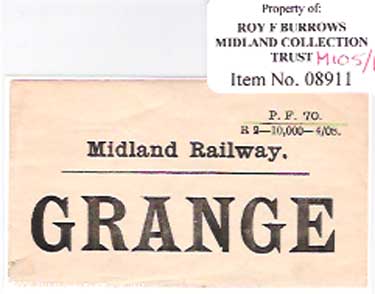 Property of:
ROY F BURROWS
MIDLAND COLLECTION
TRUST M105/
Item No. 08911
P. F. 70.
R 2—10,000—4/08.
Midland Railway.
GRANGE